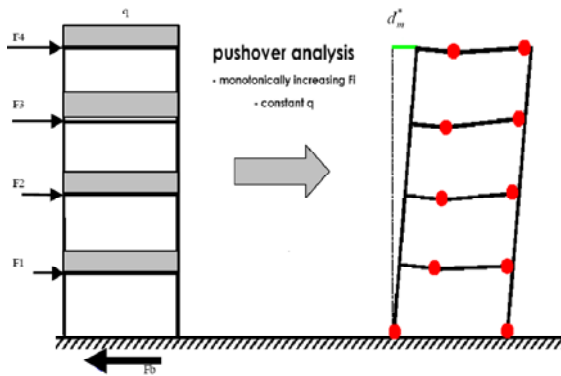 q
F4
F3
F2
F1
Fb
pushover analysis
- monotonically increasing Fi
- constant q
d*m